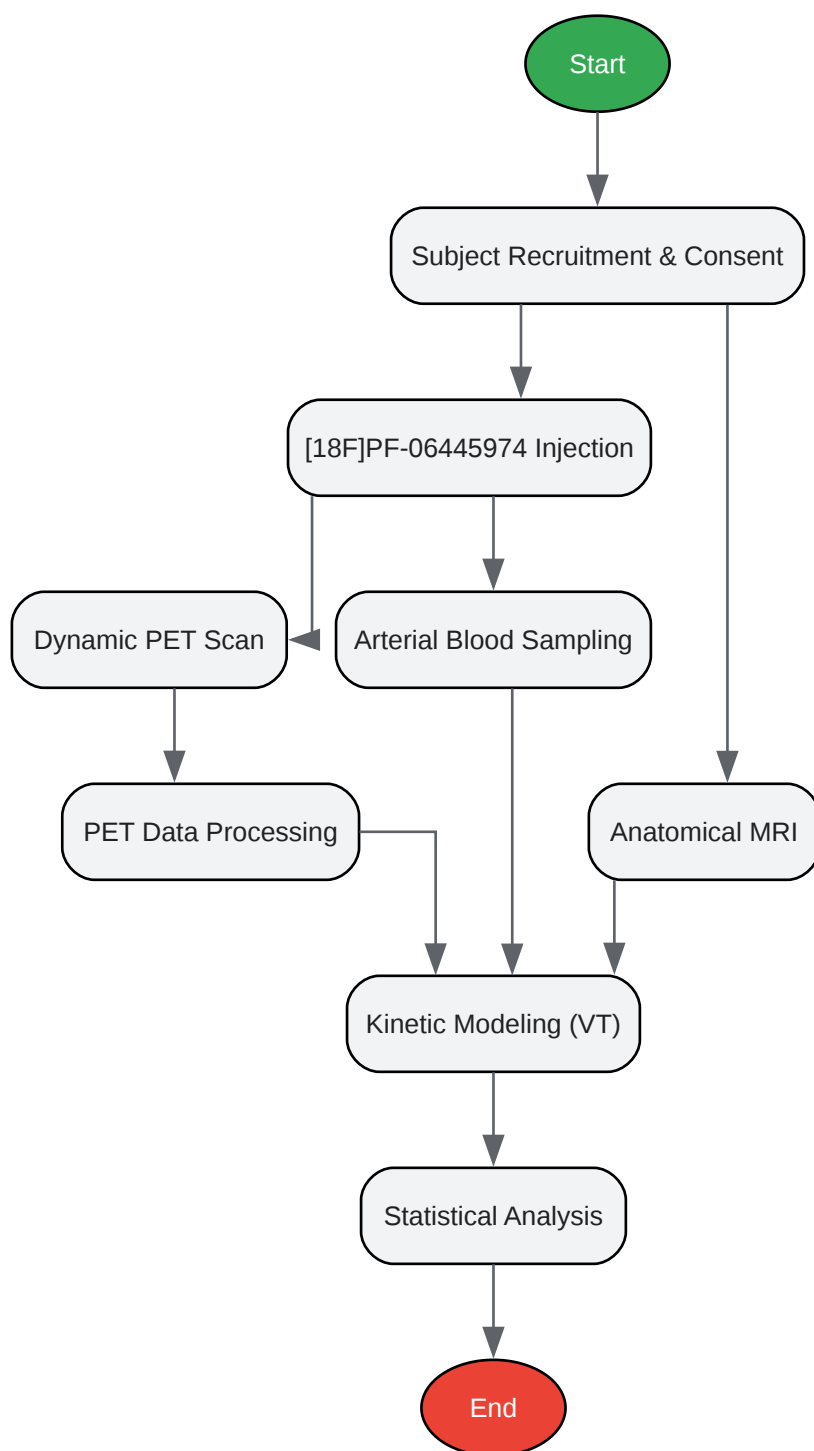 Start
Subject Recruitment & Consent
[18F]PF-06445974 Injection
Dynamic PET Scan
Arterial Blood Sampling
PET Data Processing
Anatomical MRI
Kinetic Modeling (VT)
Statistical Analysis
End